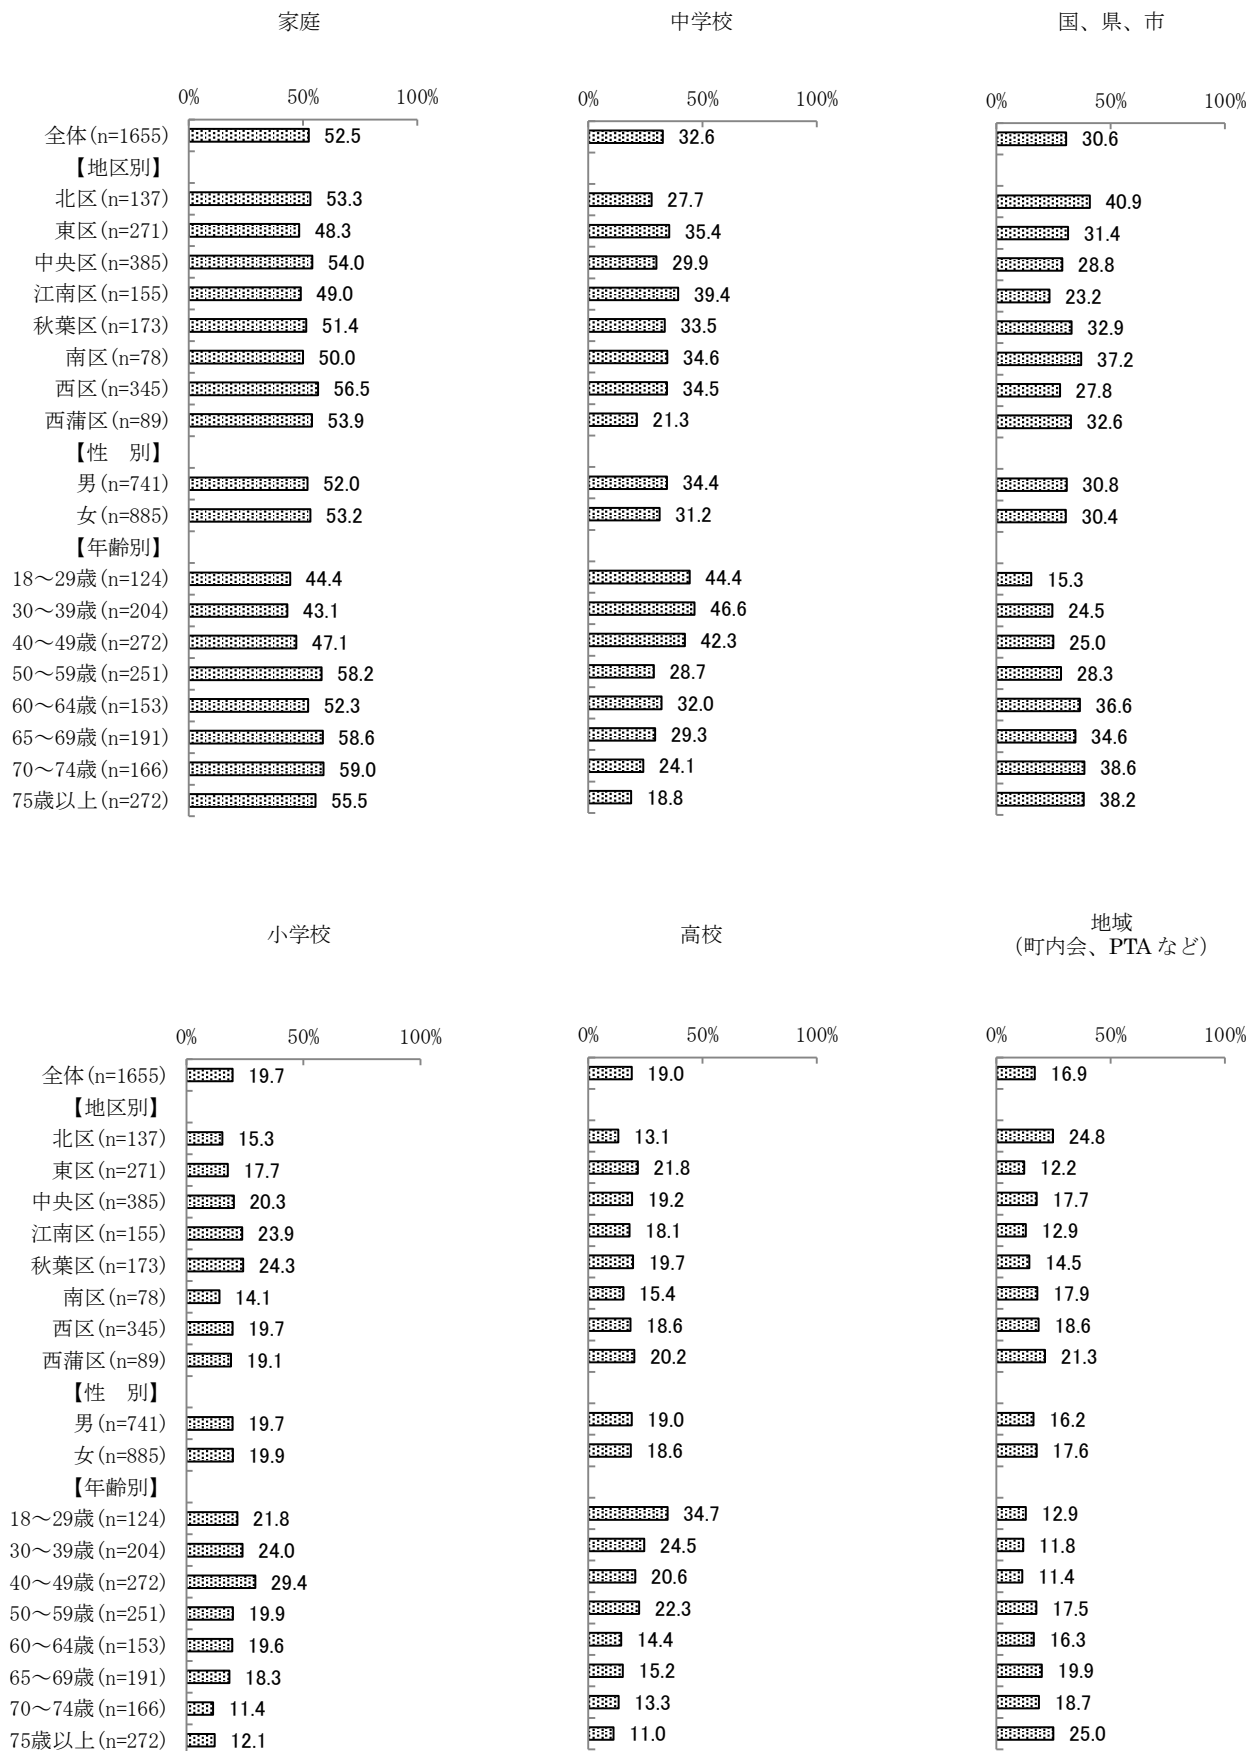 家庭 中学校 国、県、市
0% 50% 100% 0% 50% 100% 0% 50% 100%
全体(n=1655) 52.5 32.6 30.6
【地区別】
北区(n=137) 53.3 27.7 40.9
東区(n=271) 48.3 35.4 31.4
中央区(n=385) 54.0 29.9 28.8
江南区(n=155) 49.0 39.4 23.2
秋葉区(n=173) 51.4 33.5 32.9
南区(n=78) 50.0 34.6 37.2
西区(n=345) 56.5 34.5 27.8
西蒲区(n=89) 53.9 21.3 32.6
【性　別】
男(n=741) 52.0 34.4 30.8
女(n=885) 53.2 31.2 30.4
【年齢別】
18～29歳(n=124) 44.4 44.4 15.3
30～39歳(n=204) 43.1 46.6 24.5
40～49歳(n=272) 47.1 42.3 25.0
50～59歳(n=251) 58.2 28.7 28.3
60～64歳(n=153) 52.3 32.0 36.6
65～69歳(n=191) 58.6 29.3 34.6
70～74歳(n=166) 59.0 24.1 38.6
75歳以上(n=272) 55.5 18.8 38.2
小学校 高校 地域
（町内会、PTA など）
0% 50% 100% 0% 50% 100% 0% 50% 100%
全体(n=1655) 19.7 19.0 16.9
【地区別】
北区(n=137) 15.3 13.1 24.8
東区(n=271) 17.7 21.8 12.2
中央区(n=385) 20.3 19.2 17.7
江南区(n=155) 23.9 18.1 12.9
秋葉区(n=173) 24.3 19.7 14.5
南区(n=78) 14.1 15.4 17.9
西区(n=345) 19.7 18.6 18.6
西蒲区(n=89) 19.1 20.2 21.3
【性　別】
男(n=741) 19.7 19.0 16.2
女(n=885) 19.9 18.6 17.6
【年齢別】
18～29歳(n=124) 21.8 34.7 12.9
30～39歳(n=204) 24.0 24.5 11.8
40～49歳(n=272) 29.4 20.6 11.4
50～59歳(n=251) 19.9 22.3 17.5
60～64歳(n=153) 19.6 14.4 16.3
65～69歳(n=191) 18.3 15.2 19.9
70～74歳(n=166) 11.4 13.3 18.7
75歳以上(n=272) 12.1 11.0 25.0